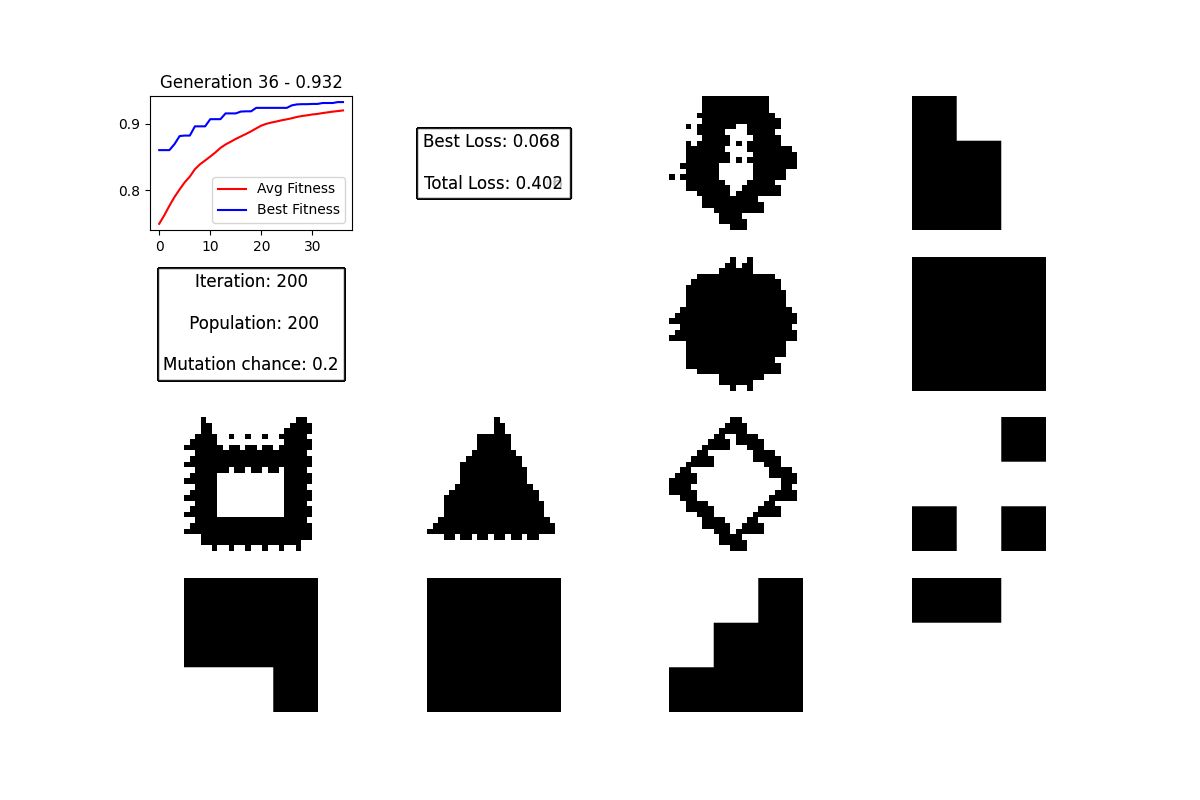 Generation 36 - 0.932
0.9
0.8
Avg Fitness
Best Fitness
0 10 20 30
Best Loss: 0.068
Total Loss: 0.40
Iteration: 200
Population: 200
Mutation chance: 0.2